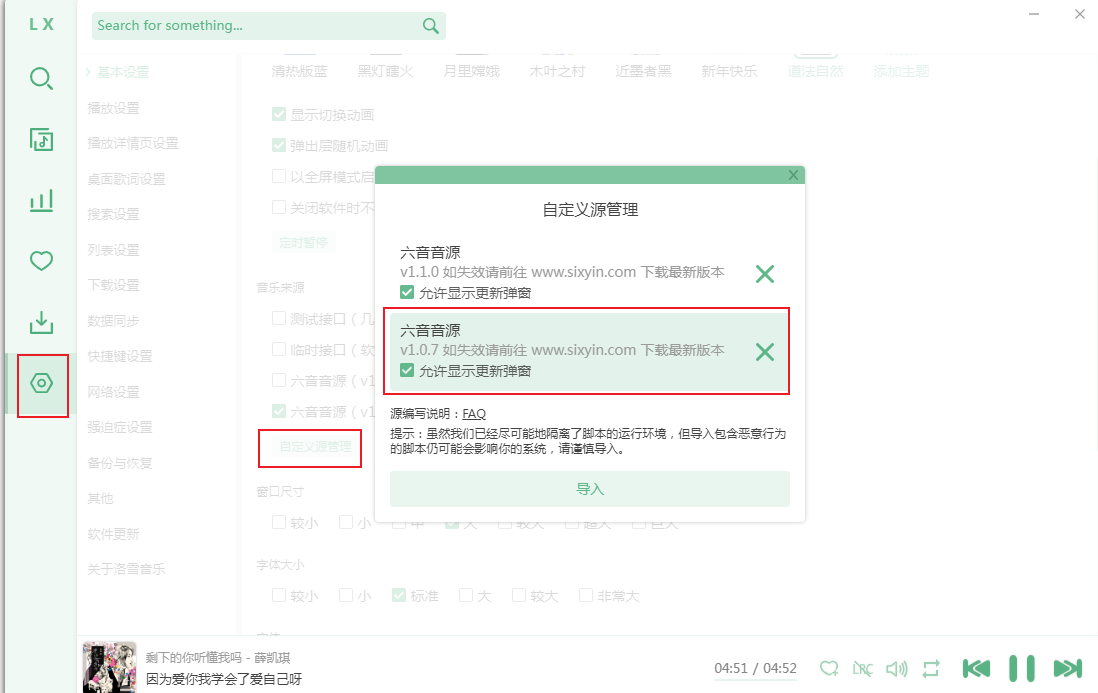 LX
Search for something...
基本设置
播放设置
播放详情页设置
桌面歌词设置
搜索设置
列表设置
下载设置
数据同步
快捷键设置
网络设置
强迫症设置
备份与恢复
其他
软件更新
关于洛雪音乐
清热版蓝 黑灯瞎火 月里嫦娥 木叶之村 近墨者黑 新年快乐 道法自然 添加主题
显示切换动画
弹出层随机动画
以全屏模式启
关闭软件时不
定时暂停
音乐来源
测试接口（几
临时接口（软
六音音源（v1
六音音源（v1
自定义源管理
窗口尺寸
较小 小 中 大 较大 超大 巨大
字体大小
较小 小 标准 大 较大 非常大
自定义源管理
六音音源
v1.1.0 如失效请前往 www.sixyin.com 下载最新版本
允许显示更新弹窗
六音音源
v1.0.7 如失效请前往 www.sixyin.com 下载最新版本
允许显示更新弹窗
源编写说明：FAQ
提示：虽然我们已经尽可能地隔离了脚本的运行环境，但导入包含恶意行为
的脚本仍可能会影响你的系统，请谨慎导入。
导入
剩下的你听懂我吗 - 薛凯琪
因为爱你我学会了爱自己呀
04:51 / 04:52
LRC